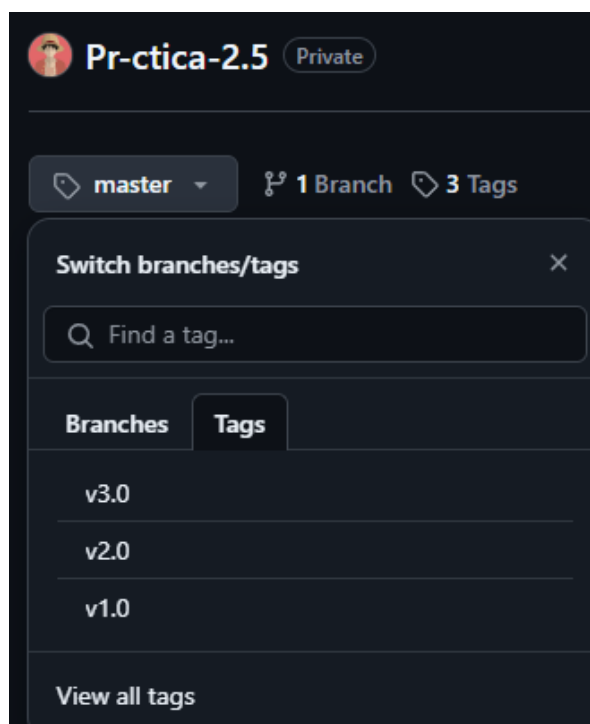 Pr-ctica-2.5 Private
master 1 Branch 3 Tags
Switch branches/tags
Find a tag...
Branches Tags
v3.0
v2.0
v1.0
View all tags